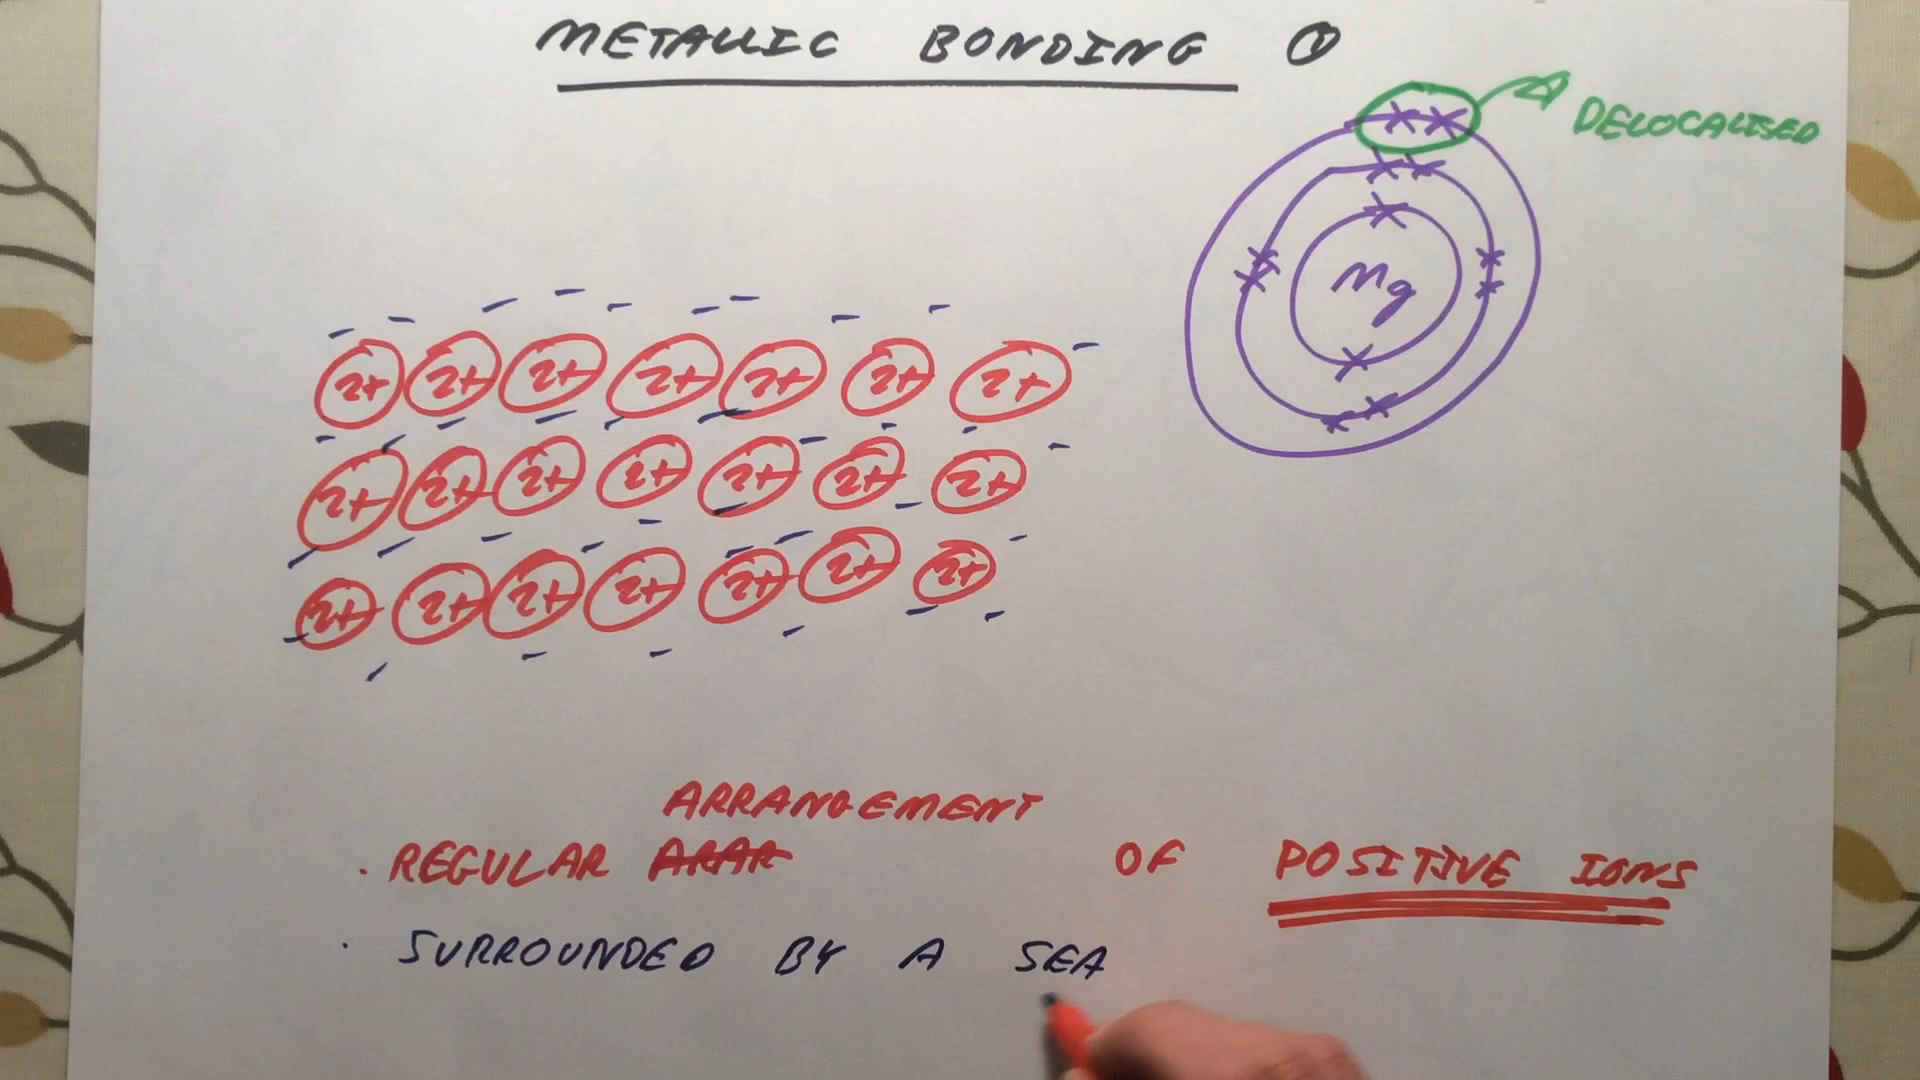 METALLIC BONDING ①
DELOCALISED
Mg
2+ 2+ 2+ 2+ 2+ 2+ 2+
2+ 2+ 2+ 2+ 2+ 2+ 2+
2+ 2+ 2+ 2+ 2+ 2+ 2+
ARRANGEMENT
. REGULAR ARAR OF POSITIVE IONS
. SURROUNDED BY A SEA